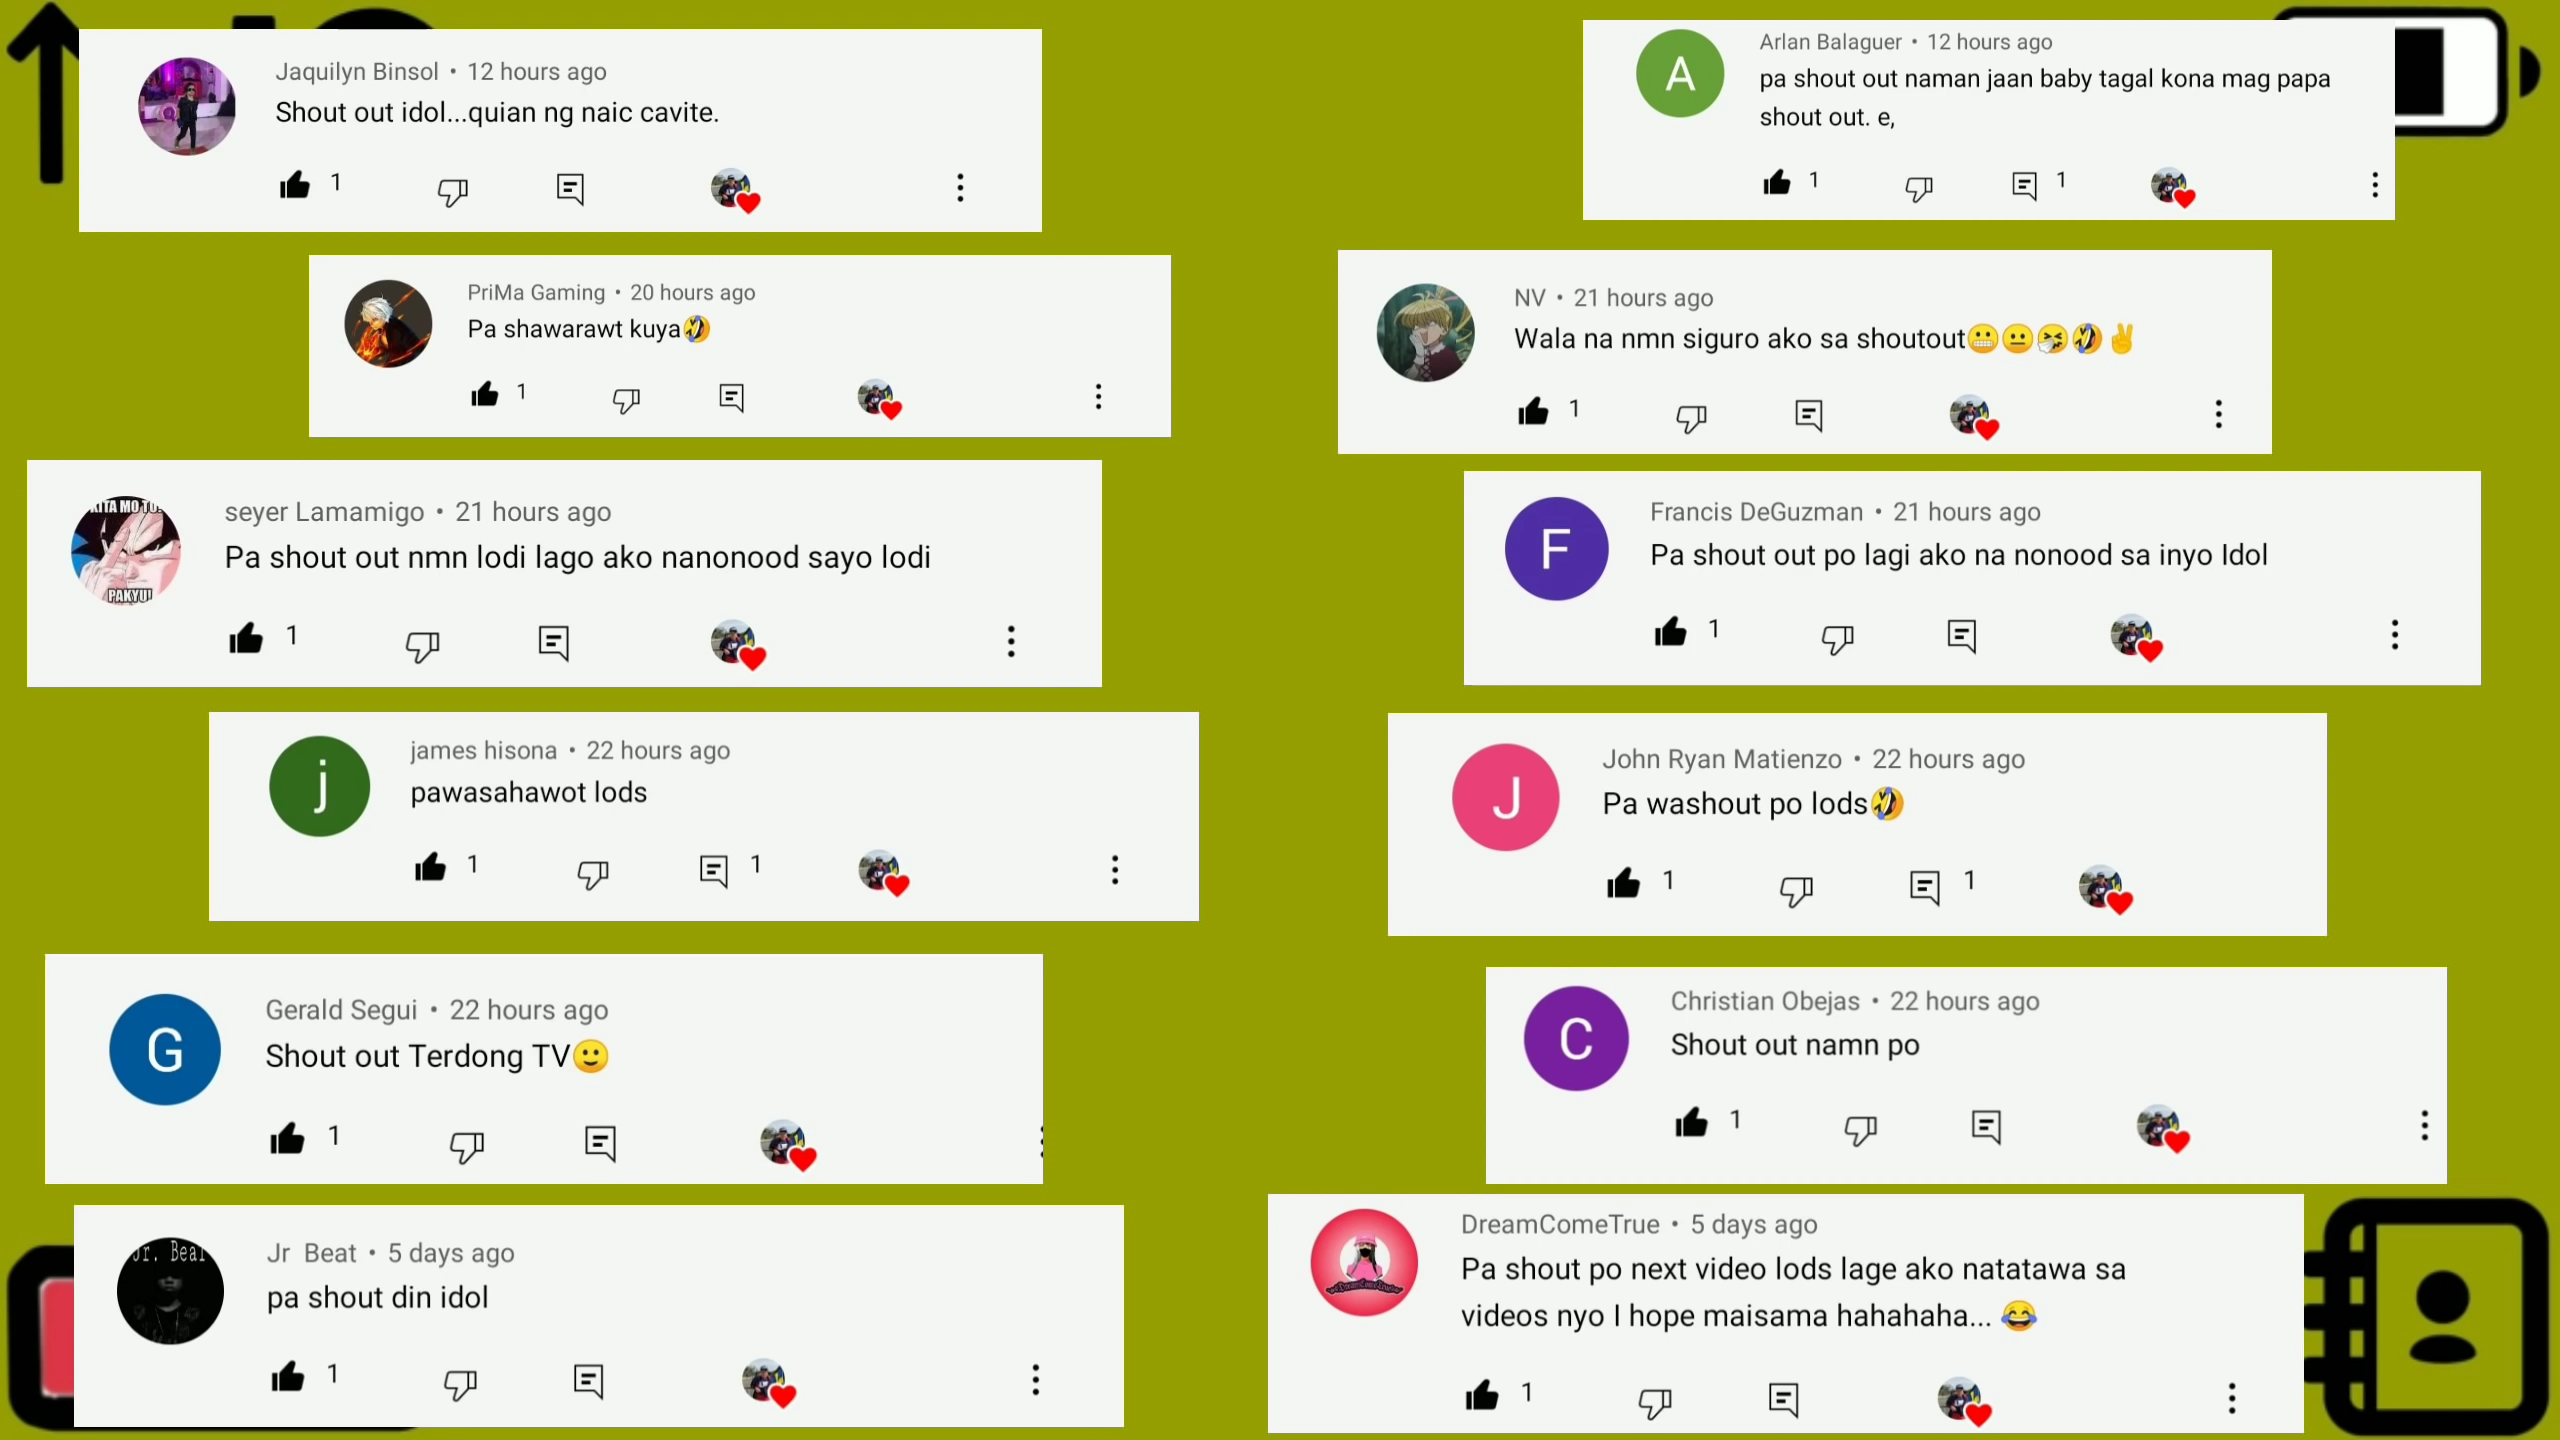 Jaquilyn Binsol • 12 hours ago
Shout out idol...quian ng naic cavite.
1
Arlan Balaguer • 12 hours ago
pa shout out naman jaan baby tagal kona mag papa
shout out. e,
1 1
PriMa Gaming • 20 hours ago
Pa shawarawt kuya🤣
1
NV • 21 hours ago
Wala na nmn siguro ako sa shoutout😬😐🤧🤣✌
1
KITA MO TO?
PAKYU!
seyer Lamamigo • 21 hours ago
Pa shout out nmn lodi lago ako nanonood sayo lodi
1
F
Francis DeGuzman • 21 hours ago
Pa shout out po lagi ako na nonood sa inyo Idol
1
j
james hisona • 22 hours ago
pawasahawot lods
1 1
J
John Ryan Matienzo • 22 hours ago
Pa washout po lods🤣
1 1
G
Gerald Segui • 22 hours ago
Shout out Terdong TV🙂
1
C
Christian Obejas • 22 hours ago
Shout out namn po
1
Jr. Beat
Jr Beat • 5 days ago
pa shout din idol
1
DreamComeTrue • 5 days ago
Pa shout po next video lods lage ako natatawa sa
videos nyo I hope maisama hahahaha... 😂
1